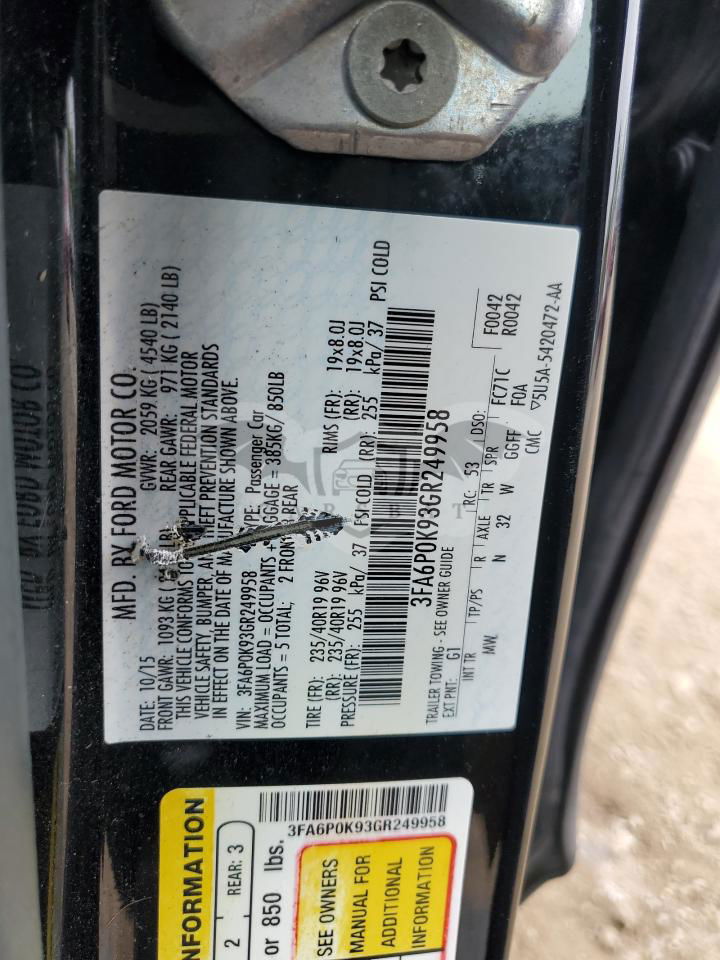 MFD. BY FORD MOTOR CO.
DATE: 10/15 GVWR: 2059 KG ( 4540 LB)
FRONT GAWR: 1093 KG ( LB) REAR GAWR: 971 KG ( 2140 LB)
THIS VEHICLE CONFORMS TO APPLICABLE FEDERAL MOTOR
VEHICLE SAFETY, BUMPER, AND THEFT PREVENTION STANDARDS
IN EFFECT ON THE DATE OF MANUFACTURE SHOWN ABOVE.
VIN: 3FA6P0K93GR249958 TYPE: Passenger Car
MAXIMUM LOAD = OCCUPANTS + LUGGAGE = 385KG/ 850LB
OCCUPANTS = 5 TOTAL; 2 FRONT 3 REAR
TIRE (FR): 235/40R19 96V RIMS (FR): 19x8.0J
(RR): 235/40R19 96V (RR): 19x8.0J
PRESSURE (FR): 255 kPa/ 37 PSI COLD (RR): 255 kPa/ 37 PSI COLD
3FA6P0K93GR249958
TRAILER TOWING - SEE OWNER GUIDE
EXT PNT: G1 RC: 53 DSO: FC71C F0042
INT TR TP/PS R AXLE TR SPR F0A R0042
MW N 32 W GGFF
CMC ▽5U5A-5420472-AA
3FA6P0K93GR249958
NFORMATION
2 REAR: 3
or 850 lbs.
SEE OWNERS
MANUAL FOR
ADDITIONAL
INFORMATION